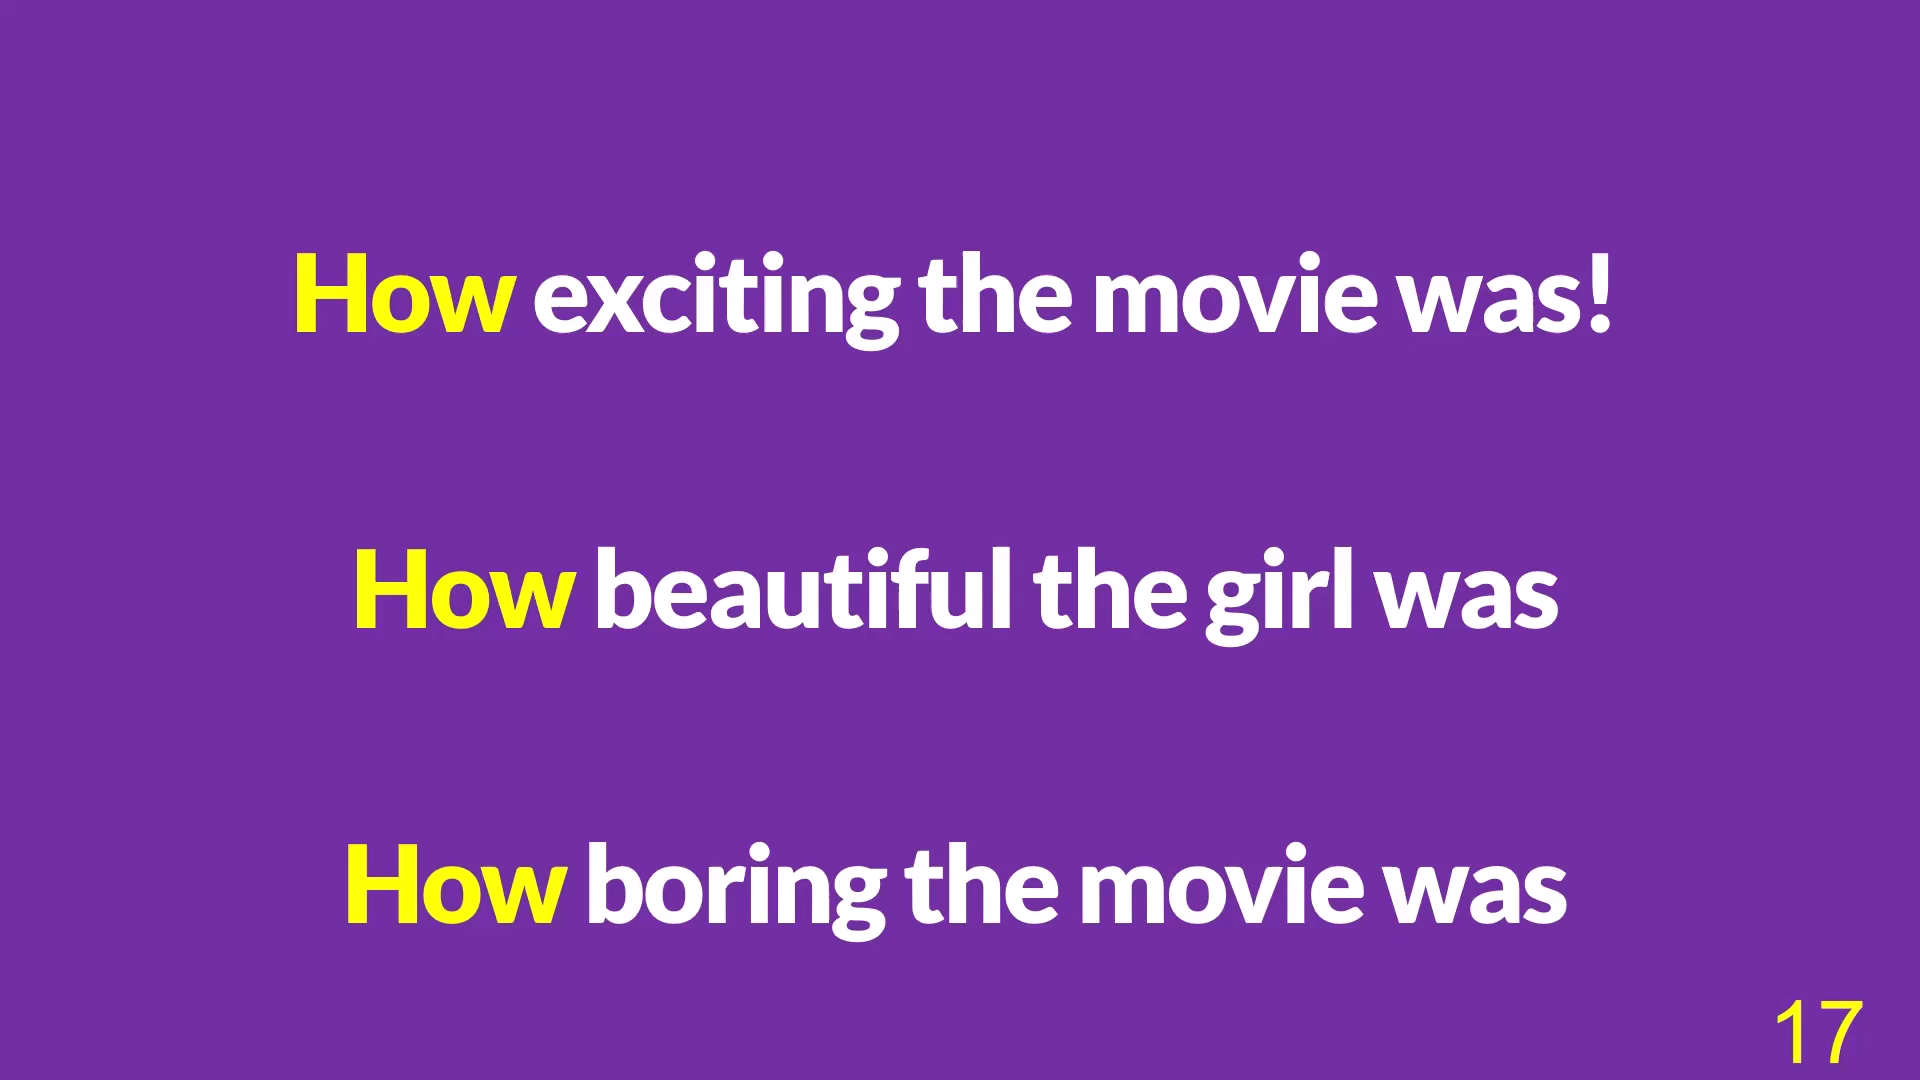 How exciting the movie was!
How beautiful the girl was
How boring the movie was
17